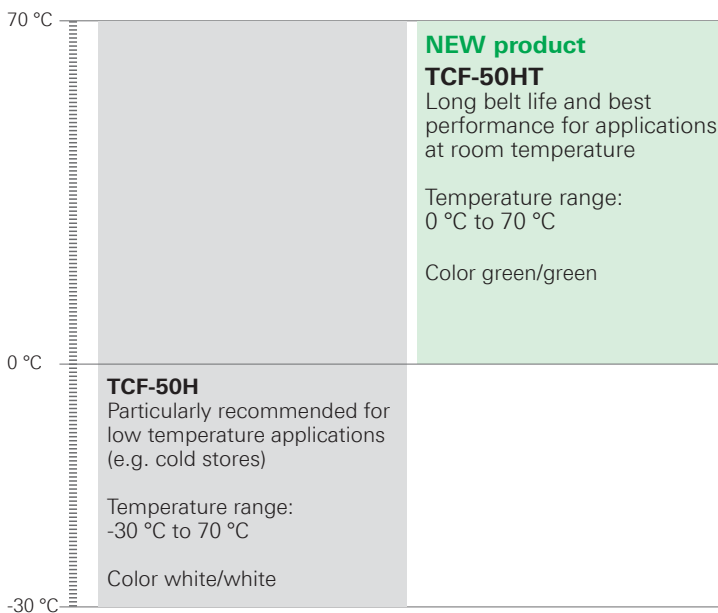 70 °C
NEW product
TCF-50HT
Long belt life and best
performance for applications
at room temperature
Temperature range:
0 °C to 70 °C
Color green/green
0 °C
TCF-50H
Particularly recommended for
low temperature applications
(e.g. cold stores)
Temperature range:
-30 °C to 70 °C
Color white/white
-30 °C